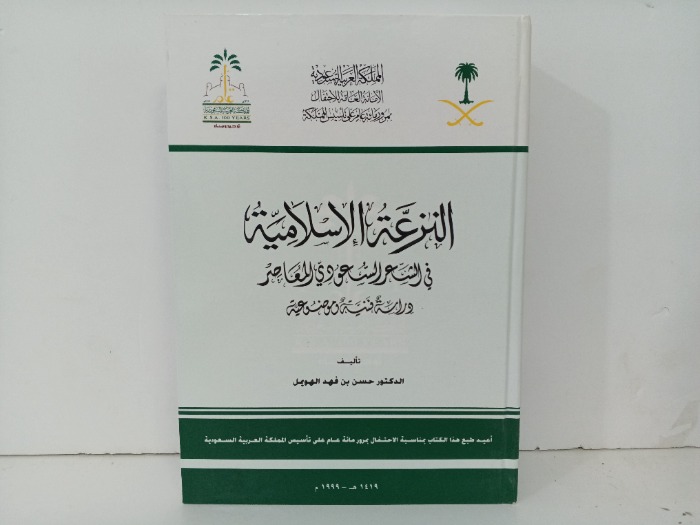 المملكة العربية السعودية
الأمانة العامة للاحتفال
بمرور مائة عام على تأسيس المملكة
K.S.A. 100 YEARS
النزعة الإسلامية
في الشعر السعودي المعاصر
دراسة فنية وموضوعية
تأليف
الدكتور حسن بن فهد الهويمل
أعيد طبع هذا الكتاب بمناسبة الاحتفال بمرور مائة عام على تأسيس المملكة العربية السعودية
١٤١٩ هـ - ١٩٩٩ م